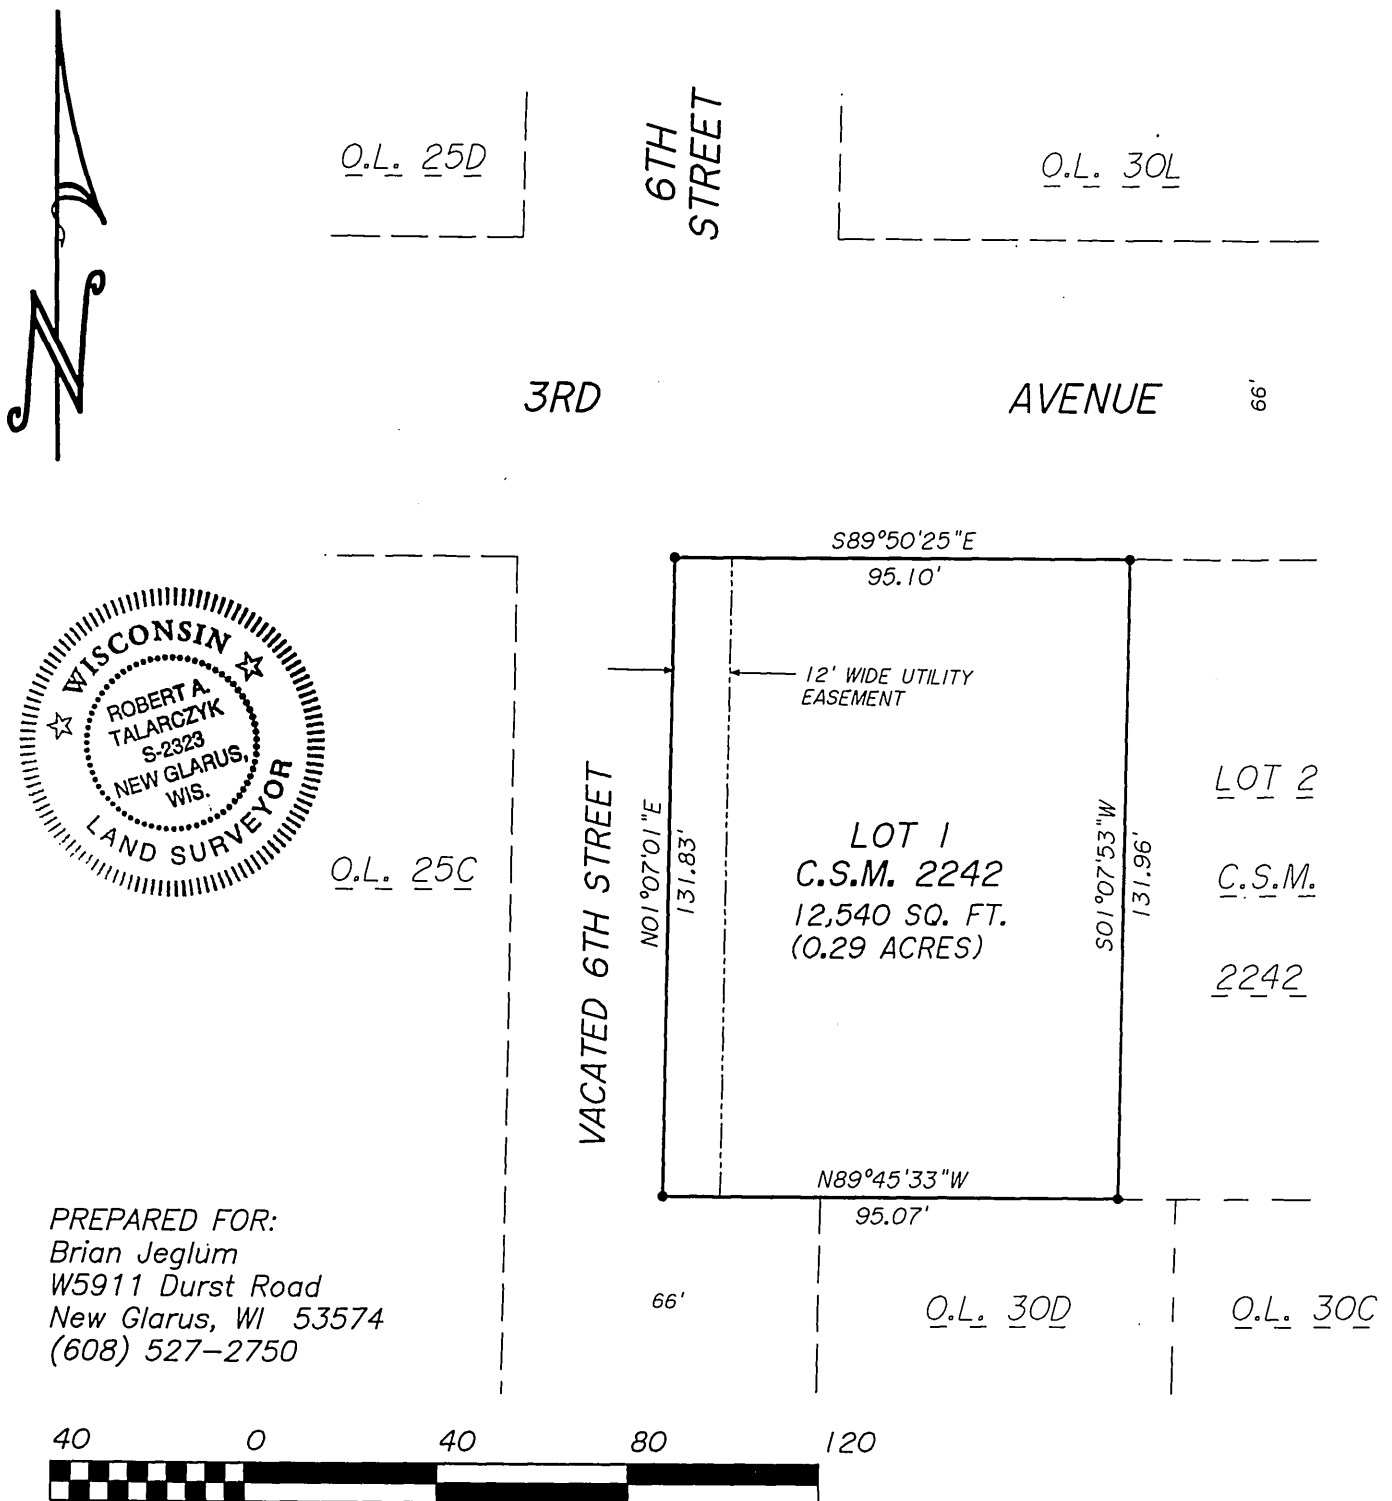 6TH
STREET
O.L. 25D
O.L. 30L
N
3RD AVENUE
66'
S89°50'25"E
95.10'
12' WIDE UTILITY
EASEMENT
WISCONSIN
ROBERT A.
TALARCZYK
S-2323
NEW GLARUS,
WIS.
LAND SURVEYOR
O.L. 25C
VACATED 6TH STREET
N01°07'01"E
131.83'
LOT 1
C.S.M. 2242
12,540 SQ. FT.
(0.29 ACRES)
S01°07'53"W
131.96'
LOT 2
C.S.M.
2242
N89°45'33"W
95.07'
PREPARED FOR:
Brian Jeglum
W5911 Durst Road
New Glarus, WI 53574
(608) 527-2750
66'
O.L. 30D
O.L. 30C
40 0 40 80 120